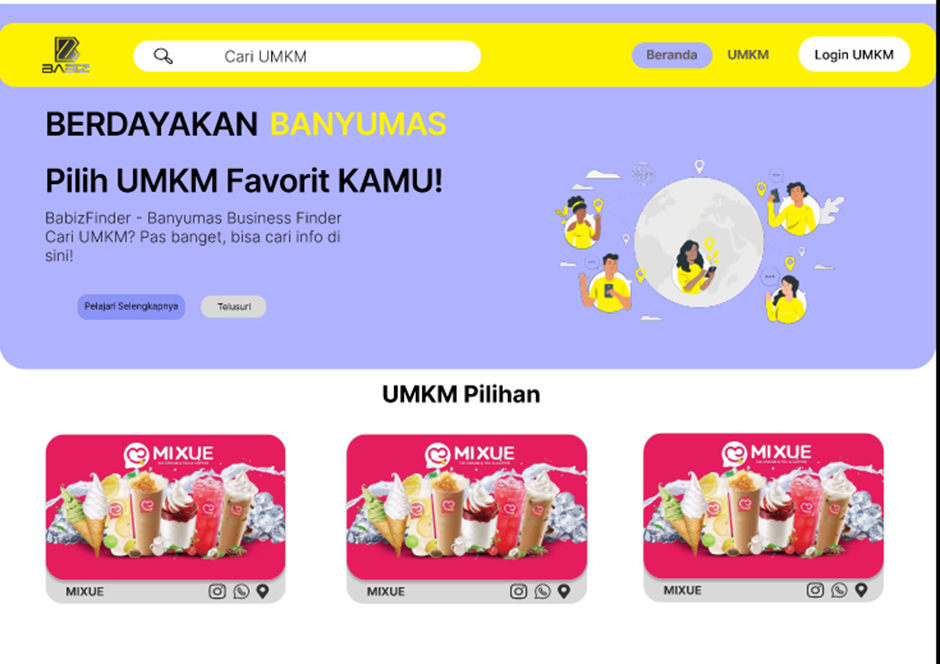 BABIZ
Cari UMKM
Beranda
UMKM
Login UMKM
BERDAYAKAN BANYUMAS
Pilih UMKM Favorit KAMU!
BabizFinder - Banyumas Business Finder
Cari UMKM? Pas banget, bisa cari info di
sini!
Pelajari Selengkapnya
Telusuri
UMKM Pilihan
MIXUE
MIXUE
MIXUE
MIXUE
MIXUE
MIXUE